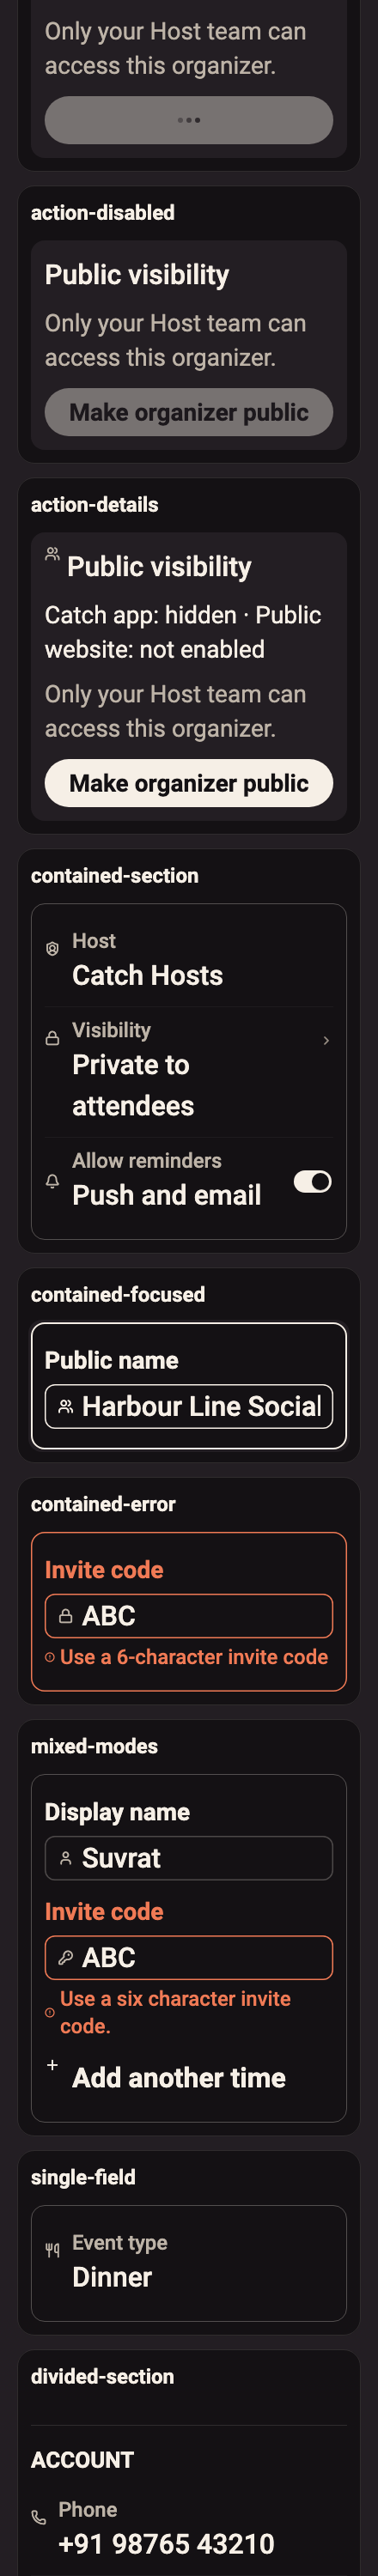 Only your Host team can
access this organizer.
action-disabled
Public visibility
Only your Host team can
access this organizer.
Make organizer public
action-details
Public visibility
Catch app: hidden · Public
website: not enabled
Only your Host team can
access this organizer.
Make organizer public
contained-section
Host
Catch Hosts
Visibility
Private to
attendees
Allow reminders
Push and email
contained-focused
Public name
Harbour Line Social
contained-error
Invite code
ABC
Use a 6-character invite code
mixed-modes
Display name
Suvrat
Invite code
ABC
Use a six character invite
code.
Add another time
single-field
Event type
Dinner
divided-section
ACCOUNT
Phone
+91 98765 43210